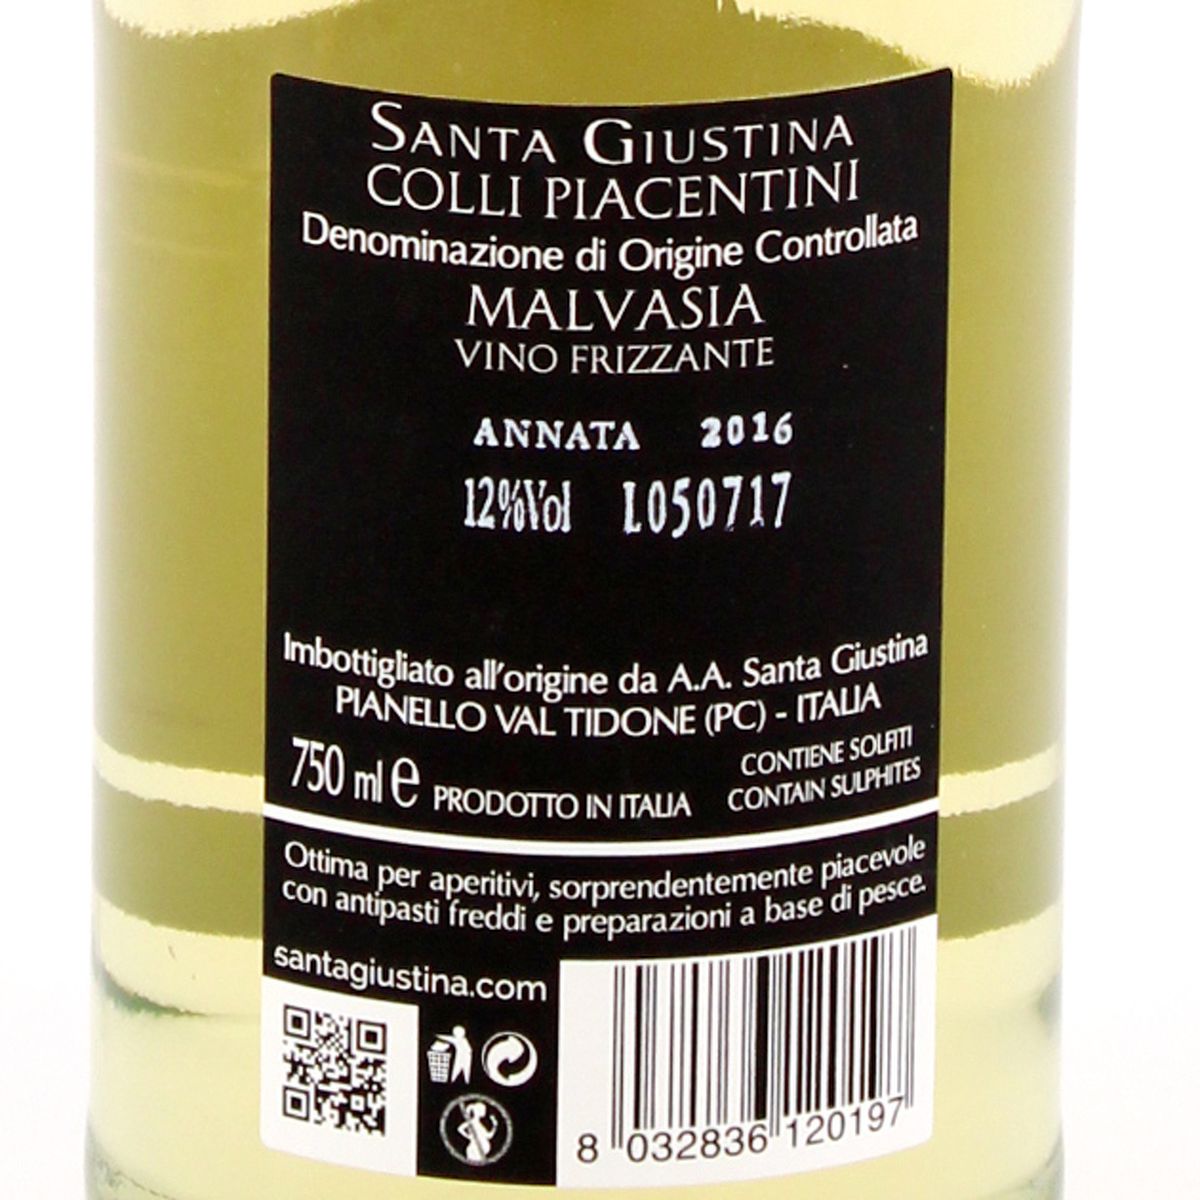 SANTA GIUSTINA
COLLI PIACENTINI
Denominazione di Origine Controllata
MALVASIA
VINO FRIZZANTE
ANNATA 2016
12%Vol L050717
Imbottigliato all'origine da A.A. Santa Giustina
PIANELLO VAL TIDONE (PC) - ITALIA
750 ml e PRODOTTO IN ITALIA
CONTIENE SOLFITI
CONTAIN SULPHITES
Ottima per aperitivi, sorprendentemente piacevole
con antipasti freddi e preparazioni a base di pesce.
santagiustina.com
8 032836 120197